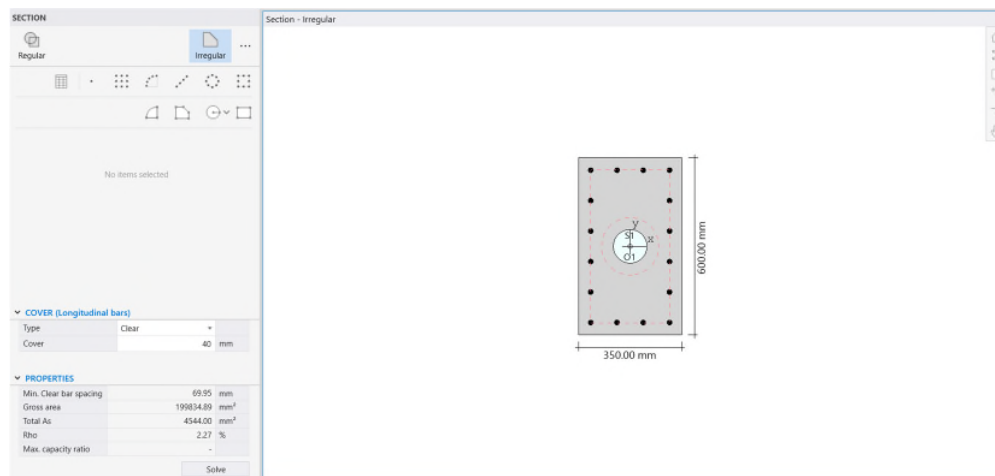 SECTION
Section - Irregular
Regular
Irregular
No items selected
y
S1
x
O1
600.00 mm
350.00 mm
COVER (Longitudinal bars)
Type Clear
Cover 40 mm
PROPERTIES
Min. Clear bar spacing 69.95 mm
Gross area 199834.89 mm²
Total As 4544.00 mm²
Rho 2.27 %
Max. capacity ratio -
Solve